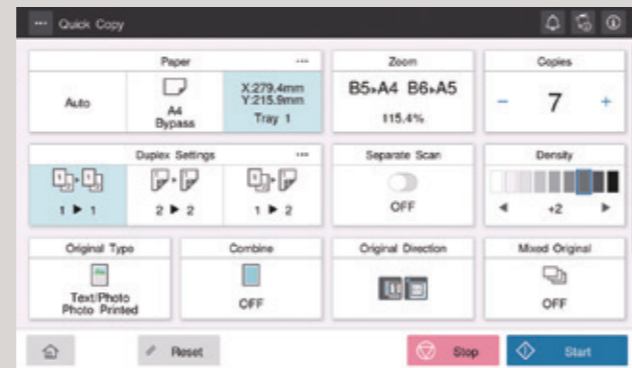 Quick Copy
Paper
Auto
A4
Bypass
X:279.4mm
Y:215.9mm
Tray 1
Zoom
B5▸A4 B6▸A5
115.4%
Copies
- 7 +
Duplex Settings
1 ▶ 1
2 ▶ 2
1 ▶ 2
Separate Scan
OFF
Density
+2
Original Type
Text/Photo
Photo Printed
Combine
OFF
Original Direction
Mixed Original
OFF
Reset
Stop
Start